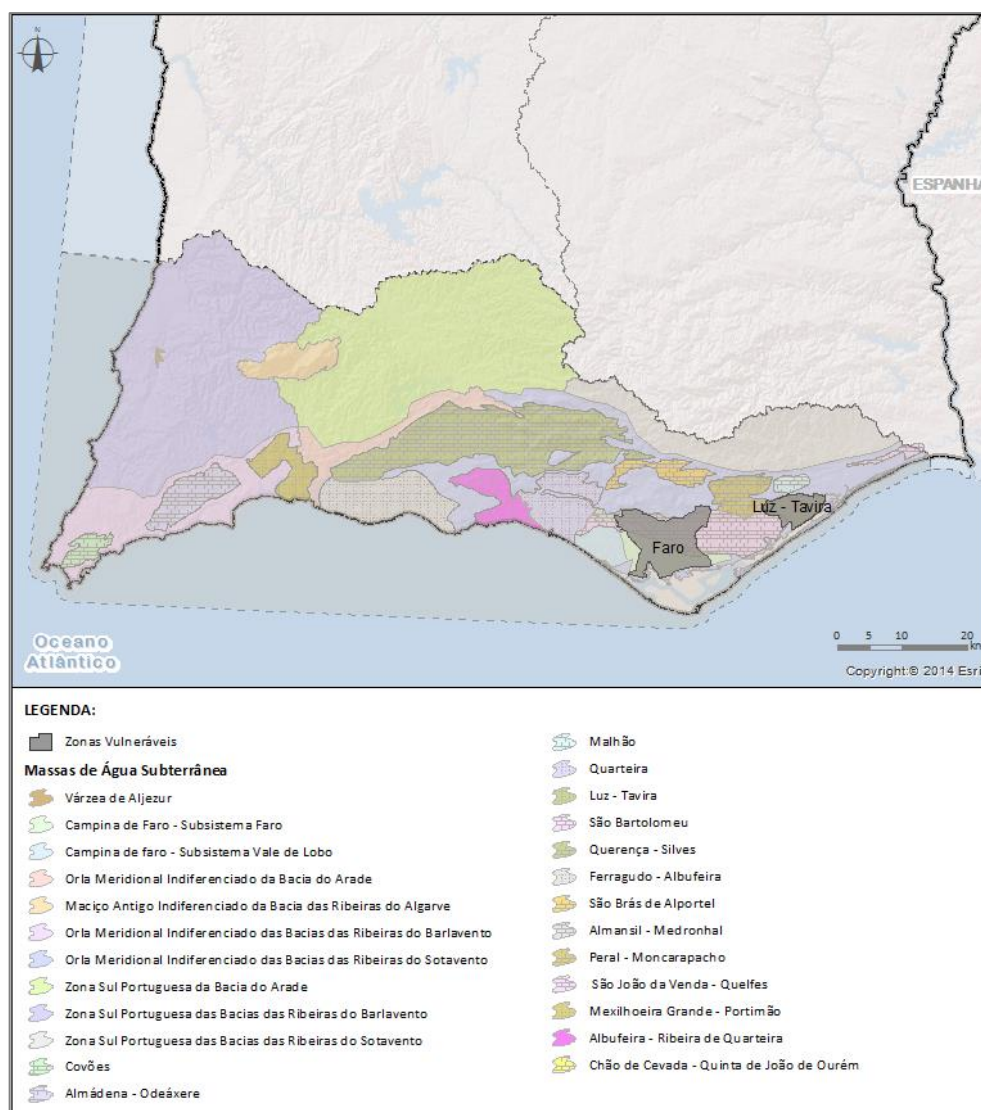 N
ESPANHA
Luz - Tavira
Faro
Oceano
Atlântico
0 5 10 20
km
Copyright:© 2014 Esri
LEGENDA:
Zonas Vulneráveis
Massas de Água Subterrânea
Várzea de Aljezur
Campina de Faro - Subsistema Faro
Campina de faro - Subsistema Vale de Lobo
Orla Meridional Indiferenciado da Bacia do Arade
Maciço Antigo Indiferenciado da Bacia das Ribeiras do Algarve
Orla Meridional Indiferenciado das Bacias das Ribeiras do Barlavento
Orla Meridional Indiferenciado das Bacias das Ribeiras do Sotavento
Zona Sul Portuguesa da Bacia do Arade
Zona Sul Portuguesa das Bacias das Ribeiras do Barlavento
Zona Sul Portuguesa das Bacias das Ribeiras do Sotavento
Covões
Almádena - Odeáxere
Malhão
Quarteira
Luz - Tavira
São Bartolomeu
Querença - Silves
Ferragudo - Albufeira
São Brás de Alportel
Almansil - Medronhal
Peral - Moncarapacho
São João da Venda - Quelfes
Mexilhoeira Grande - Portimão
Albufeira - Ribeira de Quarteira
Chão de Cevada - Quinta de João de Ourém